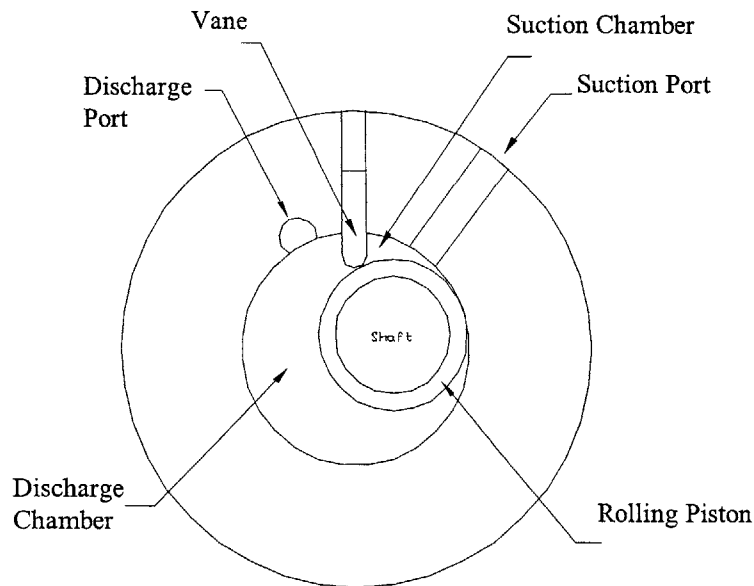 Vane
Suction Chamber
Discharge
Port
Suction Port
Shaft
Discharge
Chamber
Rolling Piston